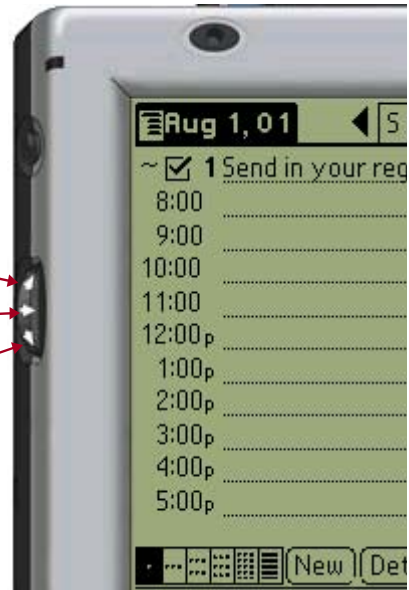 Aug 1, 01 S
~ 1 Send in your reg
8:00
9:00
10:00
11:00
12:00p
1:00p
2:00p
3:00p
4:00p
5:00p
New Det